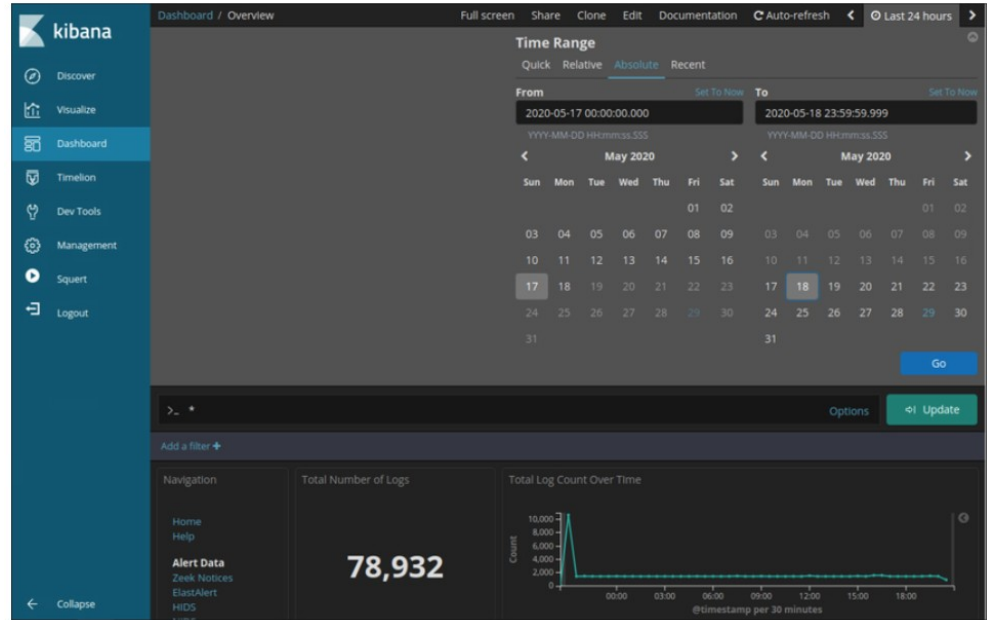 kibana
Discover
Visualize
Dashboard
Timelion
Dev Tools
Management
Squert
Logout
Collapse
Dashboard / Overview
Full screen Share Clone Edit Documentation Auto-refresh Last 24 hours
Time Range
Quick Relative Absolute Recent
From Set To Now
2020-05-17 00:00:00.000
YYYY-MM-DD HH:mm:ss.SSS
May 2020
Sun Mon Tue Wed Thu Fri Sat
01 02
03 04 05 06 07 08 09
10 11 12 13 14 15 16
17 18 19 20 21 22 23
24 25 26 27 28 29 30
31
To Set To Now
2020-05-18 23:59:59.999
YYYY-MM-DD HH:mm:ss.SSS
May 2020
Sun Mon Tue Wed Thu Fri Sat
01 02
03 04 05 06 07 08 09
10 11 12 13 14 15 16
17 18 19 20 21 22 23
24 25 26 27 28 29 30
31
Go
>_ *
Options
Update
Add a filter +
Navigation
Home
Help
Alert Data
Zeek Notices
ElastAlert
HIDS
Total Number of Logs
78,932
Total Log Count Over Time
Count
10,000
8,000
6,000
4,000
2,000
0
00:00 03:00 06:00 09:00 12:00 15:00 18:00
@timestamp per 30 minutes